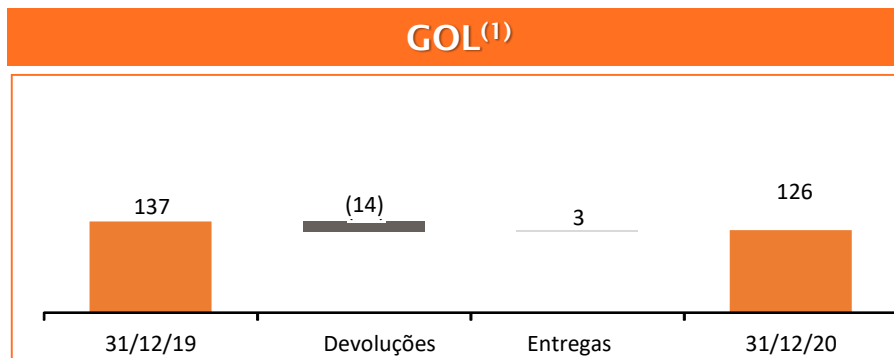 GOL(1)
137
(14)
3
126
31/12/19
Devoluções
Entregas
31/12/20